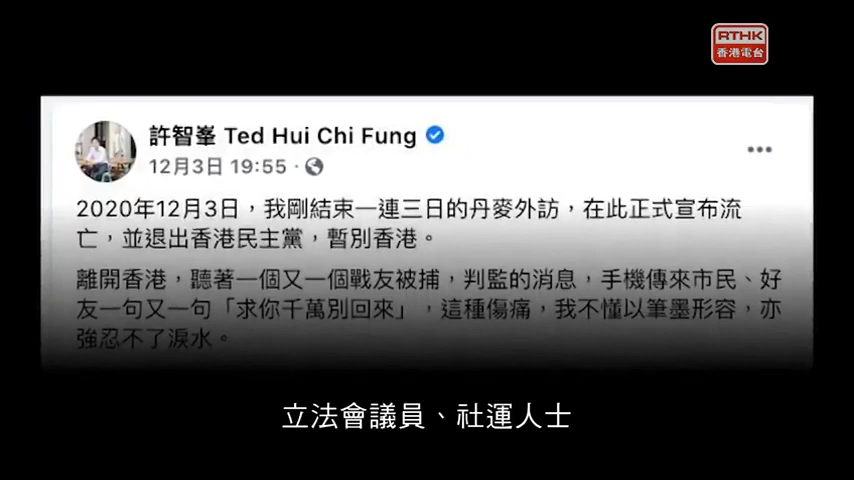 RTHK
香港電台
許智峯 Ted Hui Chi Fung
12月3日 19:55 ·
2020年12月3日，我剛結束一連三日的丹麥外訪，在此正式宣布流
亡，並退出香港民主黨，暫別香港。
離開香港，聽著一個又一個戰友被捕，判監的消息，手機傳來市民、好
友一句又一句「求你千萬別回來」，這種傷痛，我不懂以筆墨形容，亦
強忍不了淚水。
立法會議員、社運人士